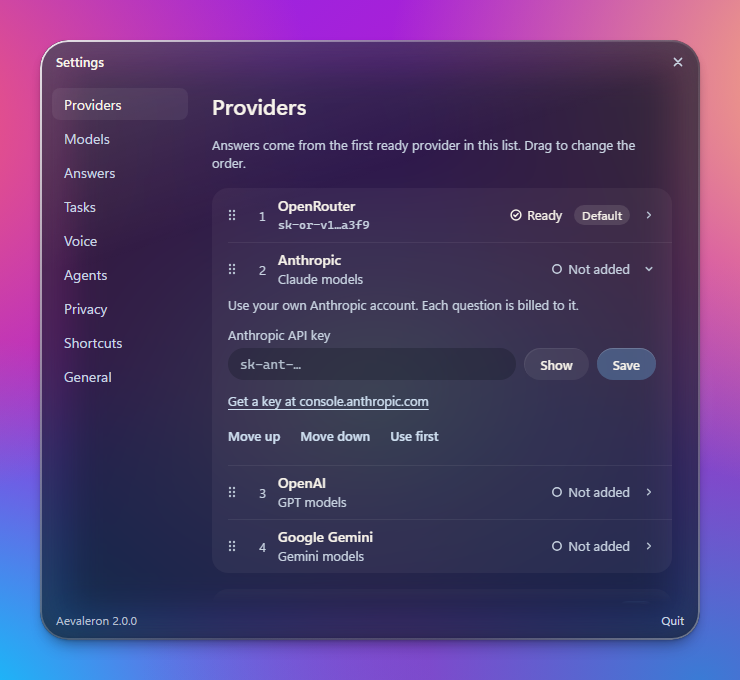 Settings
Providers
Models
Answers
Tasks
Voice
Agents
Privacy
Shortcuts
General
Providers
Answers come from the first ready provider in this list. Drag to change the
order.
1
OpenRouter
sk-or-v1…a3f9
Ready
Default
2
Anthropic
Claude models
Not added
Use your own Anthropic account. Each question is billed to it.
Anthropic API key
sk-ant-…
Show
Save
Get a key at console.anthropic.com
Move up
Move down
Use first
3
OpenAI
GPT models
Not added
4
Google Gemini
Gemini models
Not added
Aevaleron 2.0.0
Quit